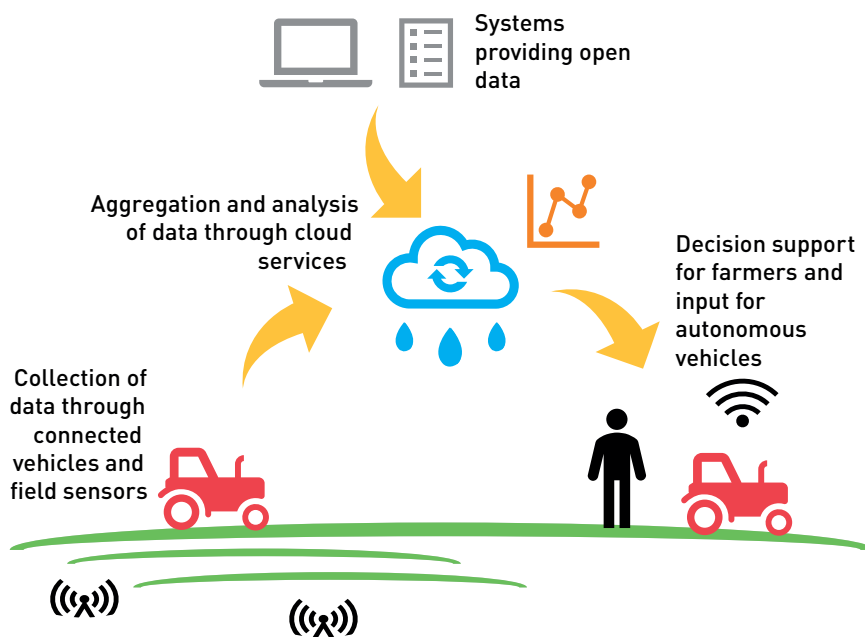 Systems
providing open
data
Aggregation and analysis
of data through cloud
services
Decision support
for farmers and
input for
autonomous
vehicles
Collection of
data through
connected
vehicles and
field sensors